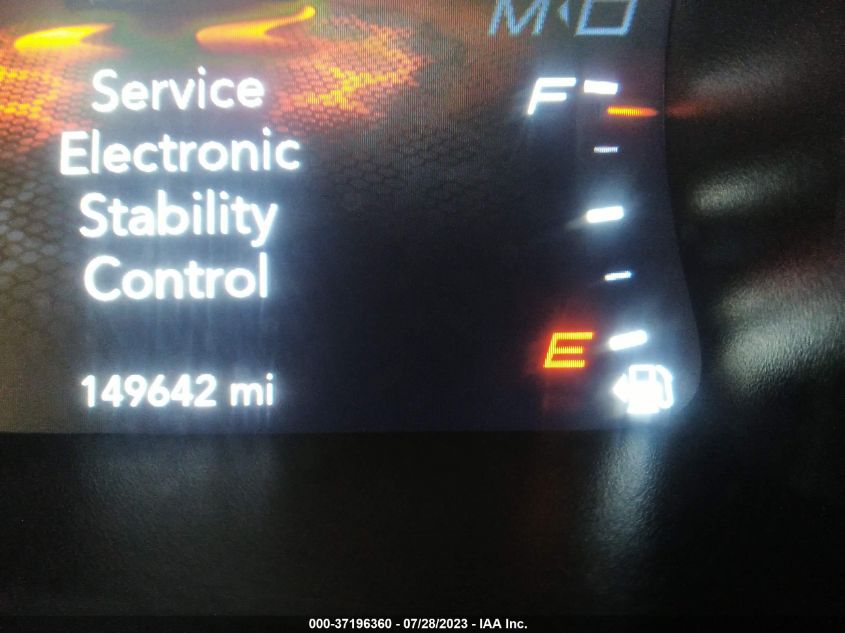 M
Service
F
Electronic
Stability
Control
E
149642 mi
000-37196360 - 07/28/2023 - IAA Inc.